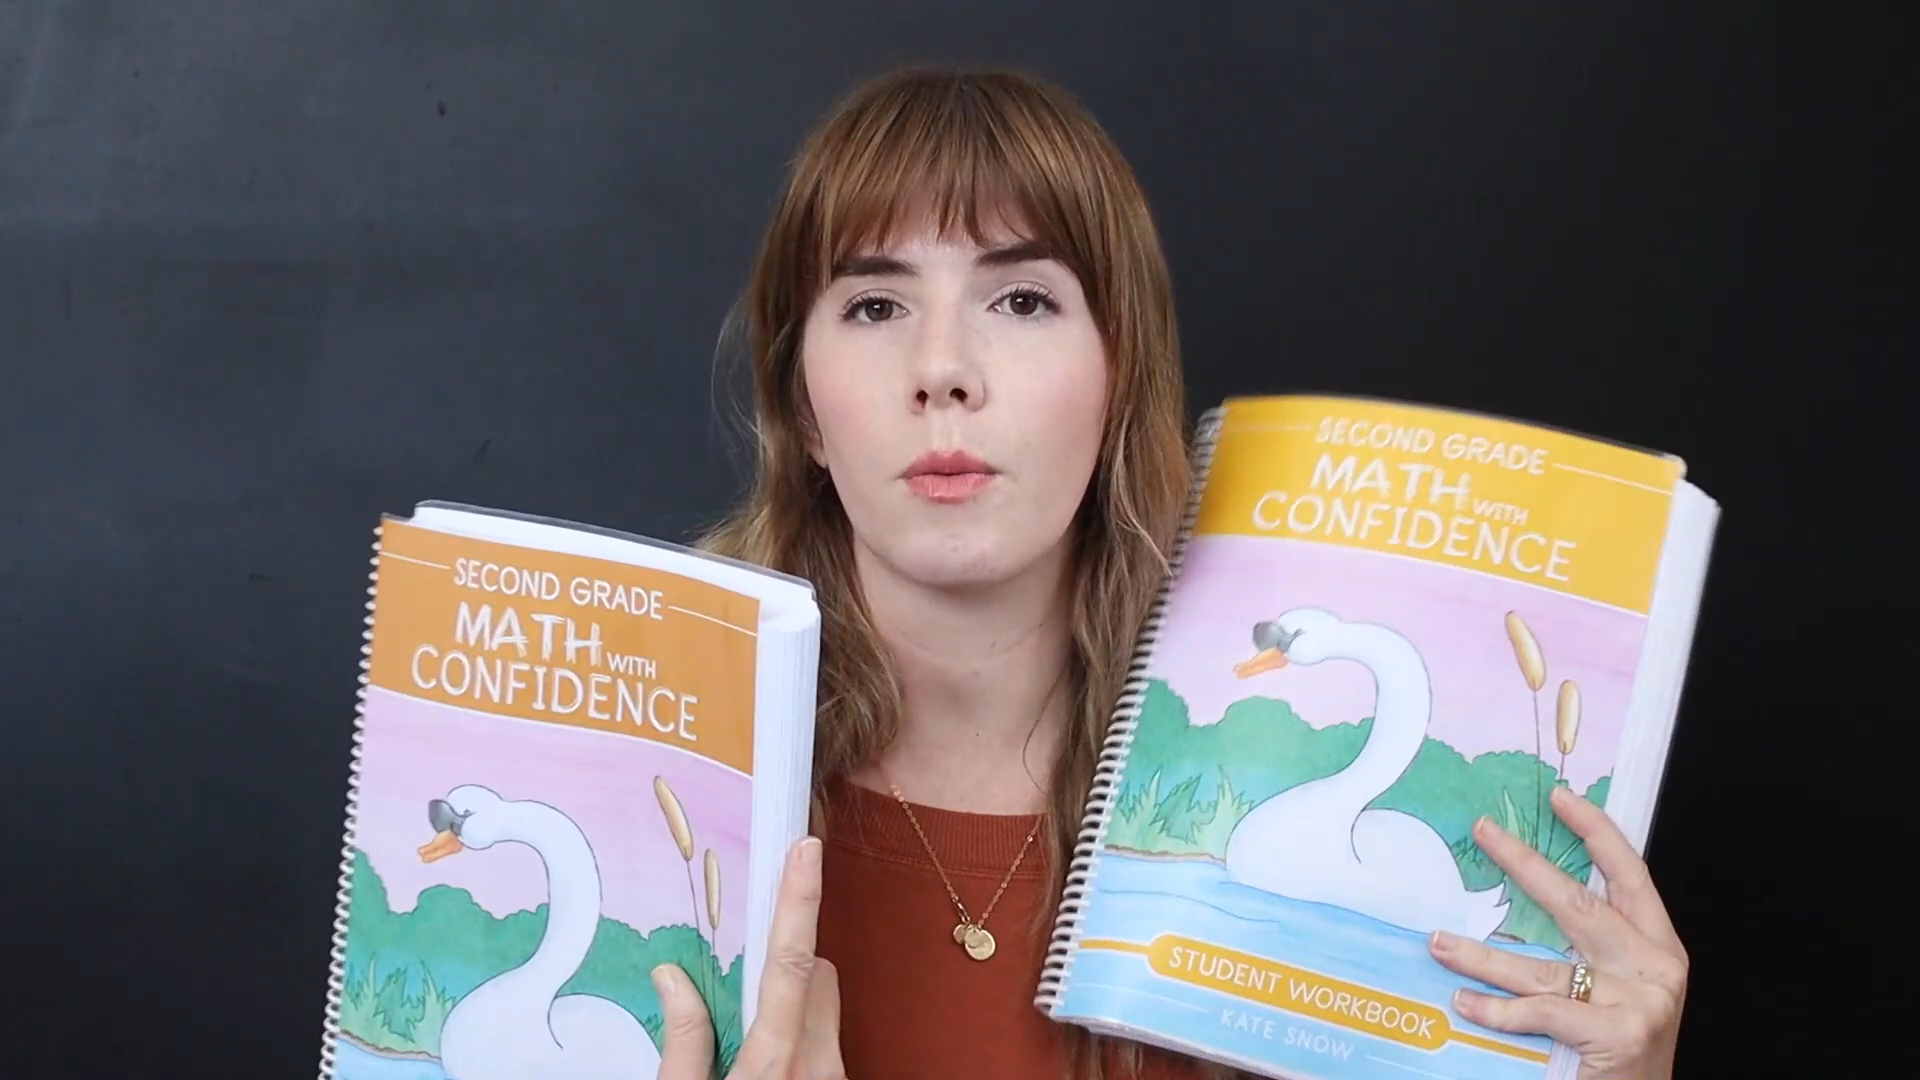 SECOND GRADE
MATH WITH
CONFIDENCE
SECOND GRADE
MATH WITH
CONFIDENCE
STUDENT WORKBOOK
KATE SNOW